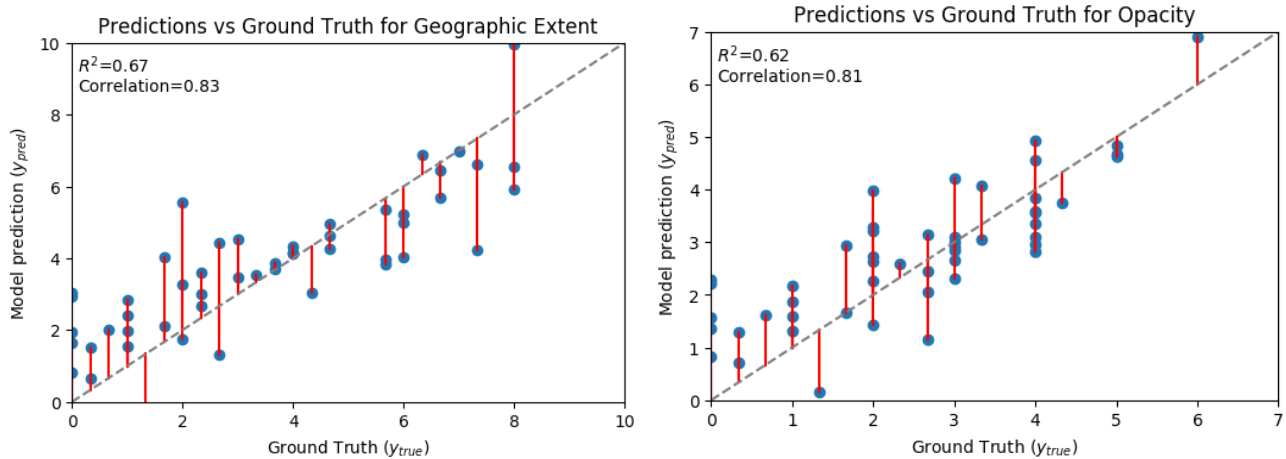 Predictions vs Ground Truth for Geographic Extent
10
R²=0.67
Correlation=0.83
8
6
4
2
0
Model prediction (y_pred)
0 2 4 6 8 10
Ground Truth (y_true)
Predictions vs Ground Truth for Opacity
7
R²=0.62
Correlation=0.81
6
5
4
3
2
1
0
Model prediction (y_pred)
0 1 2 3 4 5 6 7
Ground Truth (y_true)